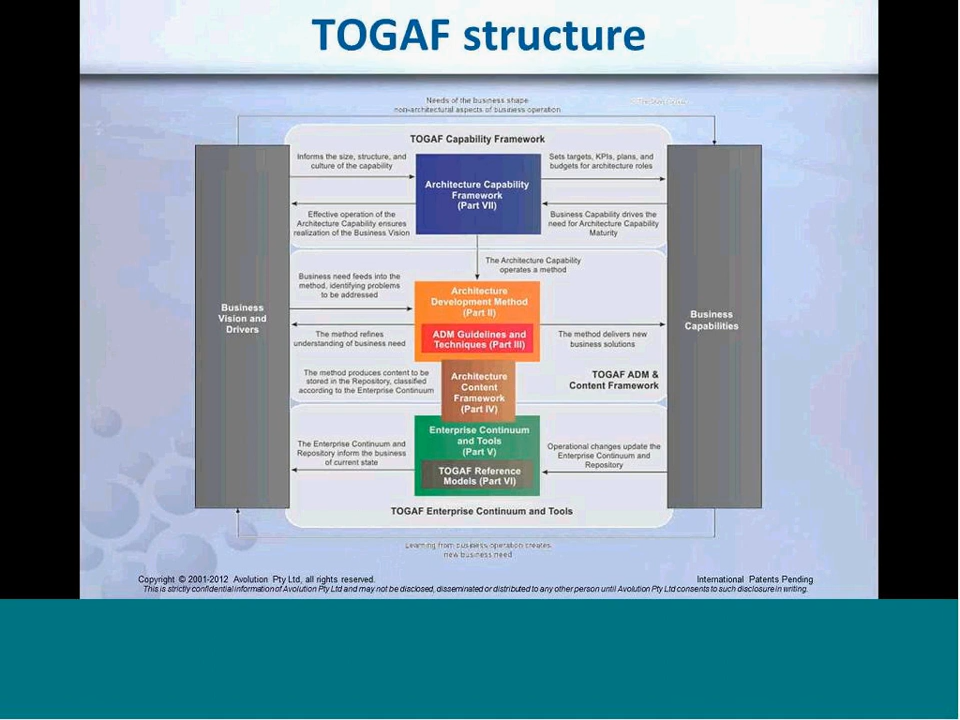 TOGAF structure
Needs of the business shape
non-architectural aspects of business operation
TOGAF Capability Framework
Informs the size, structure, and
culture of the capability
Sets targets, KPIs, plans, and
budgets for architecture roles
Architecture Capability
Framework
(Part VII)
Effective operation of the
Architecture Capability ensures
realization of the Business Vision
Business Capability drives the
need for Architecture Capability
Maturity
The Architecture Capability
operates a method
Business need feeds into the
method, identifying problems
to be addressed
Architecture
Development Method
(Part II)
Business
Vision and
Drivers
Business
Capabilities
ADM Guidelines and
Techniques (Part III)
The method refines
understanding of business need
The method delivers new
business solutions
The method produces content to be
stored in the Repository, classified
according to the Enterprise Continuum
Architecture
Content
Framework
(Part IV)
TOGAF ADM &
Content Framework
Enterprise Continuum
and Tools
(Part V)
The Enterprise Continuum and
Repository inform the business
of current state
Operational changes update the
Enterprise Continuum and
Repository
TOGAF Reference
Models (Part VI)
TOGAF Enterprise Continuum and Tools
Learning from business operation creates
new business need
Copyright © 2001-2012 Avolution Pty Ltd, all rights reserved.
International Patents Pending
This is strictly confidential information of Avolution Pty Ltd and may not be disclosed, disseminated or distributed to any other person until Avolution Pty Ltd consents to such disclosure in writing.